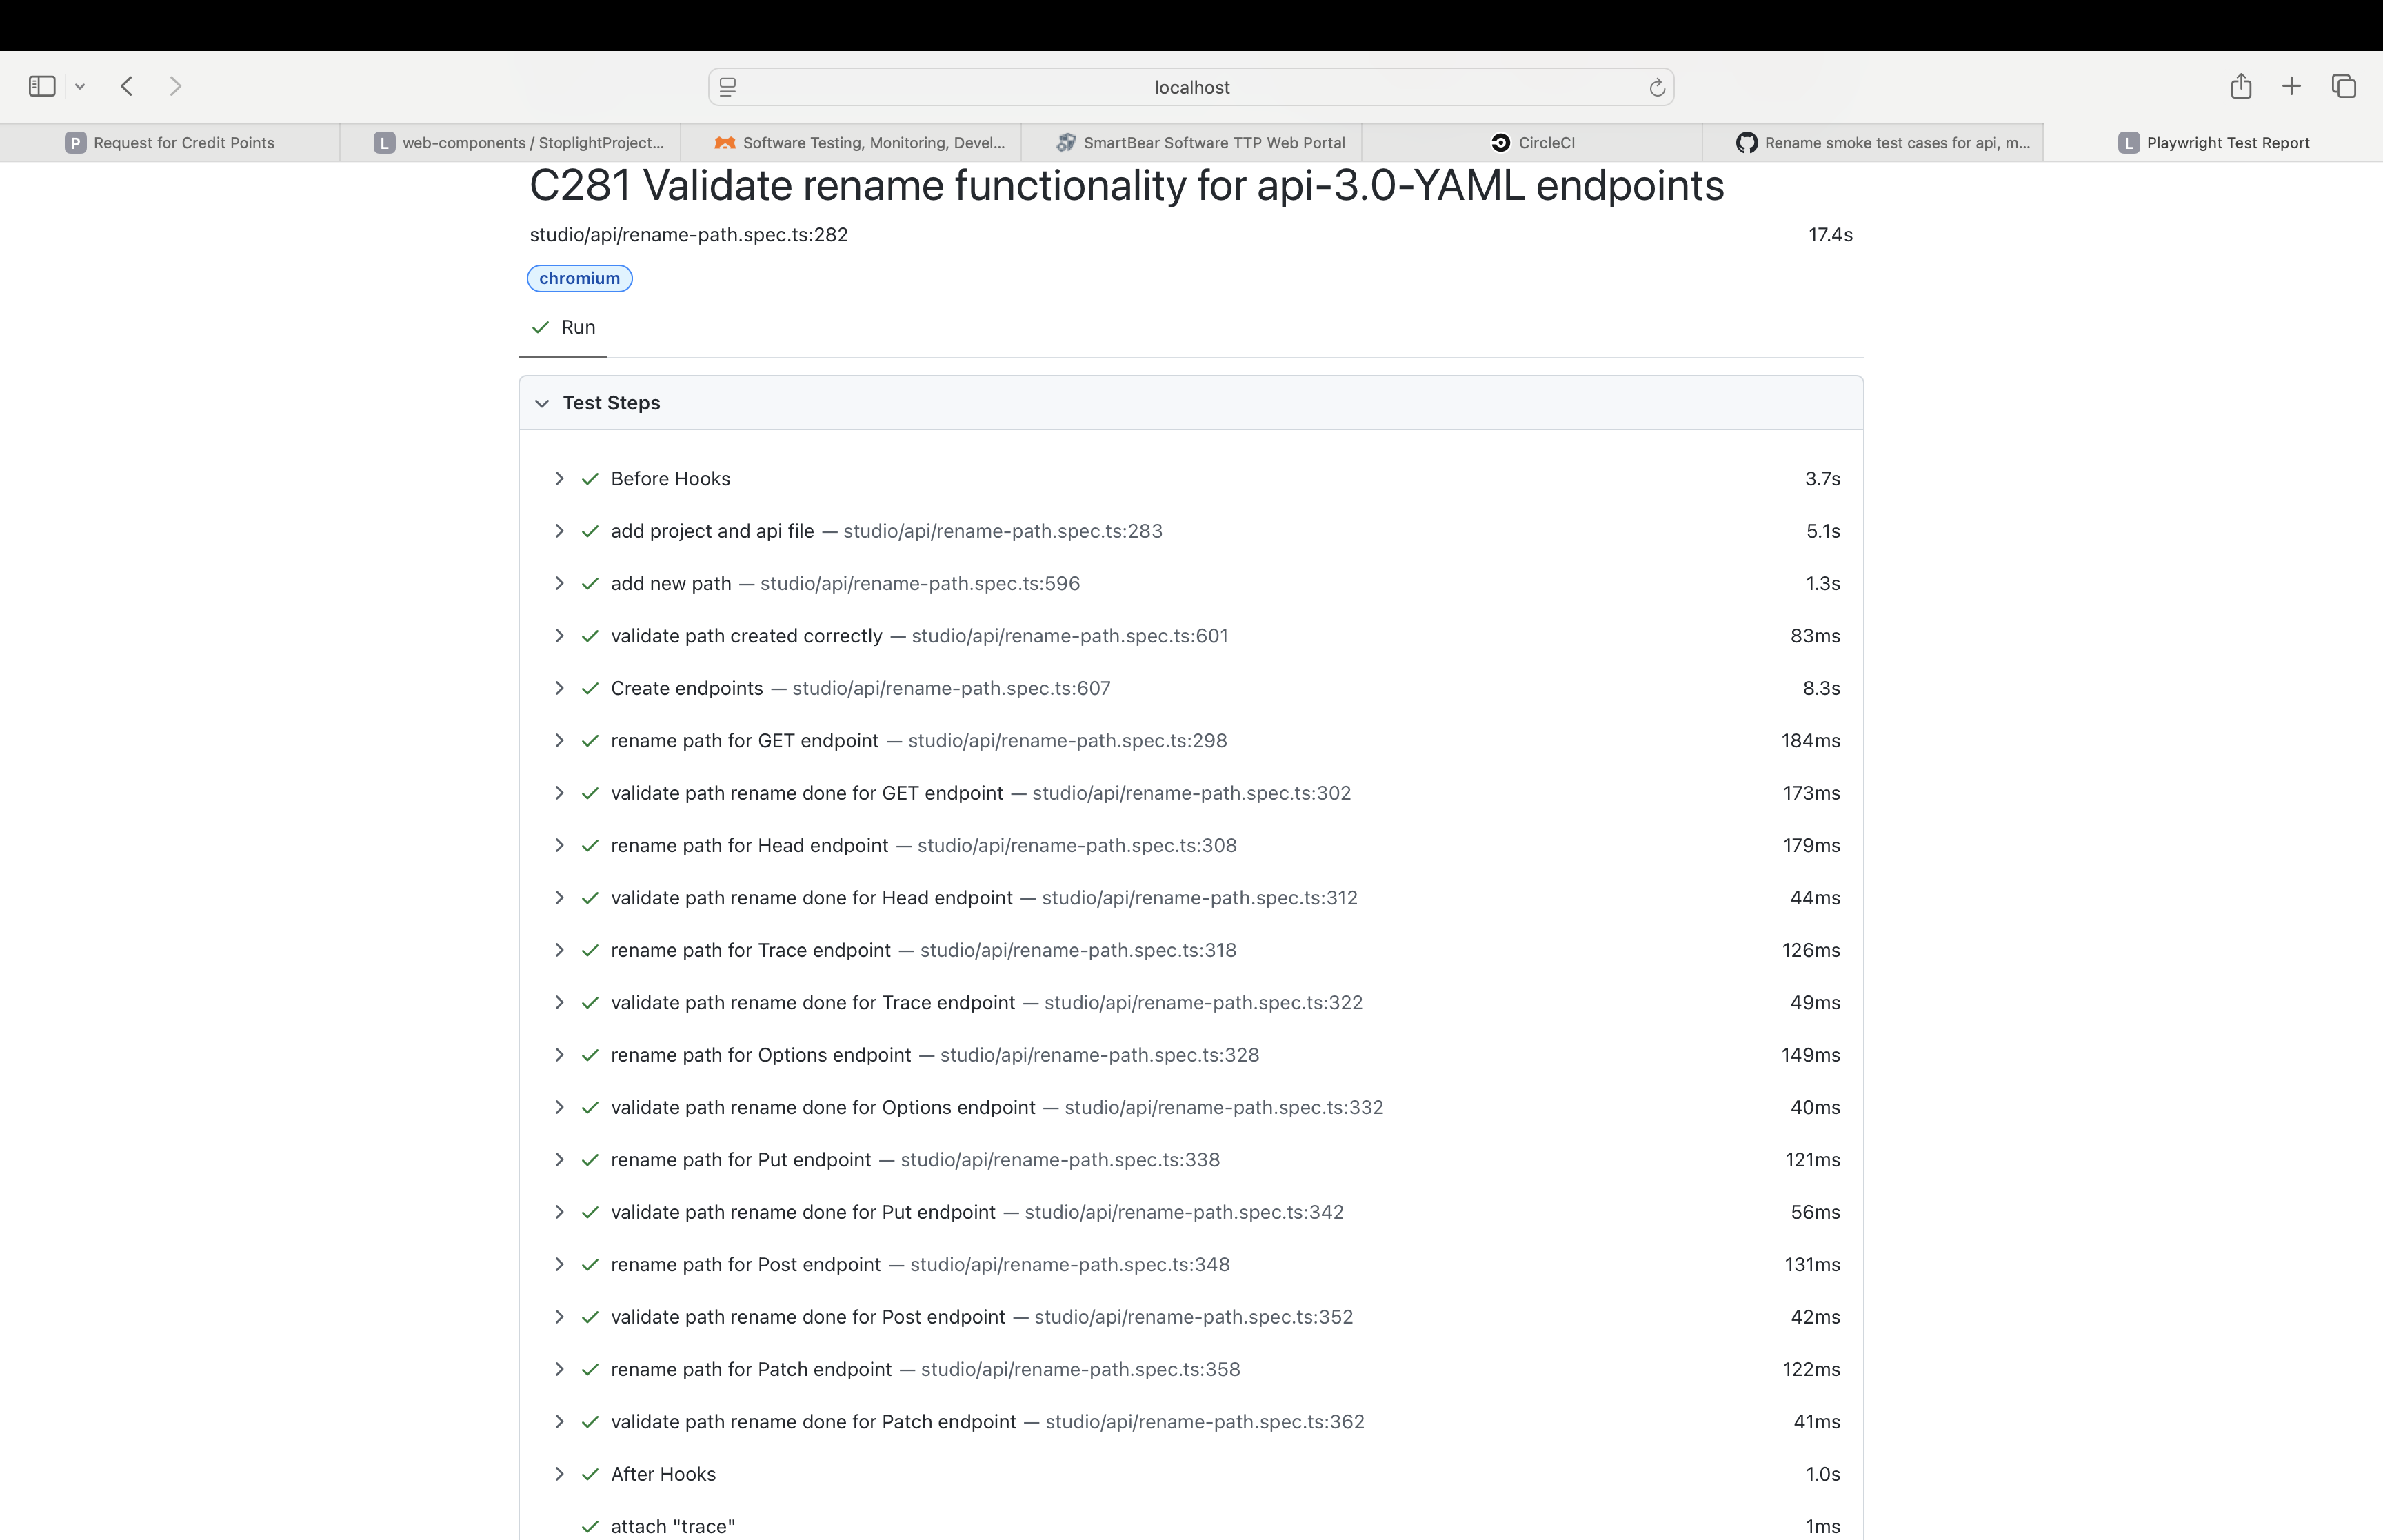 localhost
P Request for Credit Points
L web-components / StoplightProject...
Software Testing, Monitoring, Devel...
SmartBear Software TTP Web Portal
CircleCI
Rename smoke test cases for api, m...
L Playwright Test Report
C281 Validate rename functionality for api-3.0-YAML endpoints
studio/api/rename-path.spec.ts:282 17.4s
chromium
Run
Test Steps
Before Hooks 3.7s
add project and api file — studio/api/rename-path.spec.ts:283 5.1s
add new path — studio/api/rename-path.spec.ts:596 1.3s
validate path created correctly — studio/api/rename-path.spec.ts:601 83ms
Create endpoints — studio/api/rename-path.spec.ts:607 8.3s
rename path for GET endpoint — studio/api/rename-path.spec.ts:298 184ms
validate path rename done for GET endpoint — studio/api/rename-path.spec.ts:302 173ms
rename path for Head endpoint — studio/api/rename-path.spec.ts:308 179ms
validate path rename done for Head endpoint — studio/api/rename-path.spec.ts:312 44ms
rename path for Trace endpoint — studio/api/rename-path.spec.ts:318 126ms
validate path rename done for Trace endpoint — studio/api/rename-path.spec.ts:322 49ms
rename path for Options endpoint — studio/api/rename-path.spec.ts:328 149ms
validate path rename done for Options endpoint — studio/api/rename-path.spec.ts:332 40ms
rename path for Put endpoint — studio/api/rename-path.spec.ts:338 121ms
validate path rename done for Put endpoint — studio/api/rename-path.spec.ts:342 56ms
rename path for Post endpoint — studio/api/rename-path.spec.ts:348 131ms
validate path rename done for Post endpoint — studio/api/rename-path.spec.ts:352 42ms
rename path for Patch endpoint — studio/api/rename-path.spec.ts:358 122ms
validate path rename done for Patch endpoint — studio/api/rename-path.spec.ts:362 41ms
After Hooks 1.0s
attach "trace" 1ms